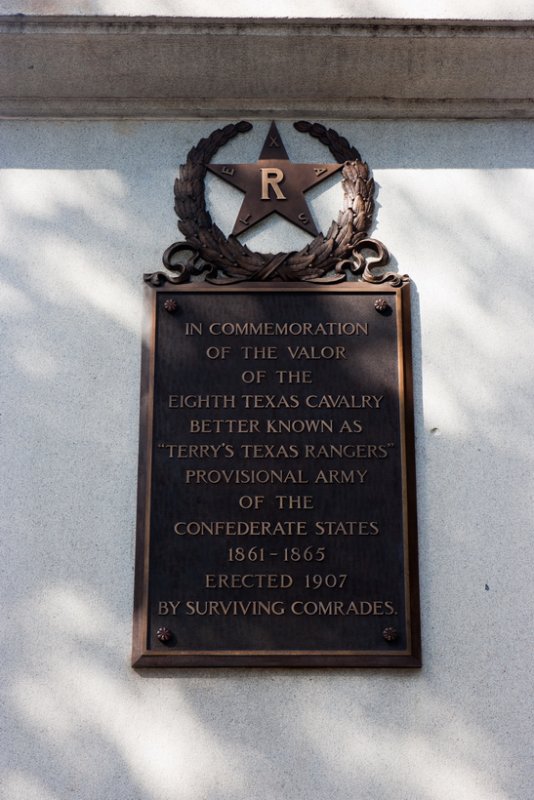 TEXAS
R
IN COMMEMORATION
OF THE VALOR
OF THE
EIGHTH TEXAS CAVALRY
BETTER KNOWN AS
"TERRY'S TEXAS RANGERS"
PROVISIONAL ARMY
OF THE
CONFEDERATE STATES
1861-1865
ERECTED 1907
BY SURVIVING COMRADES.